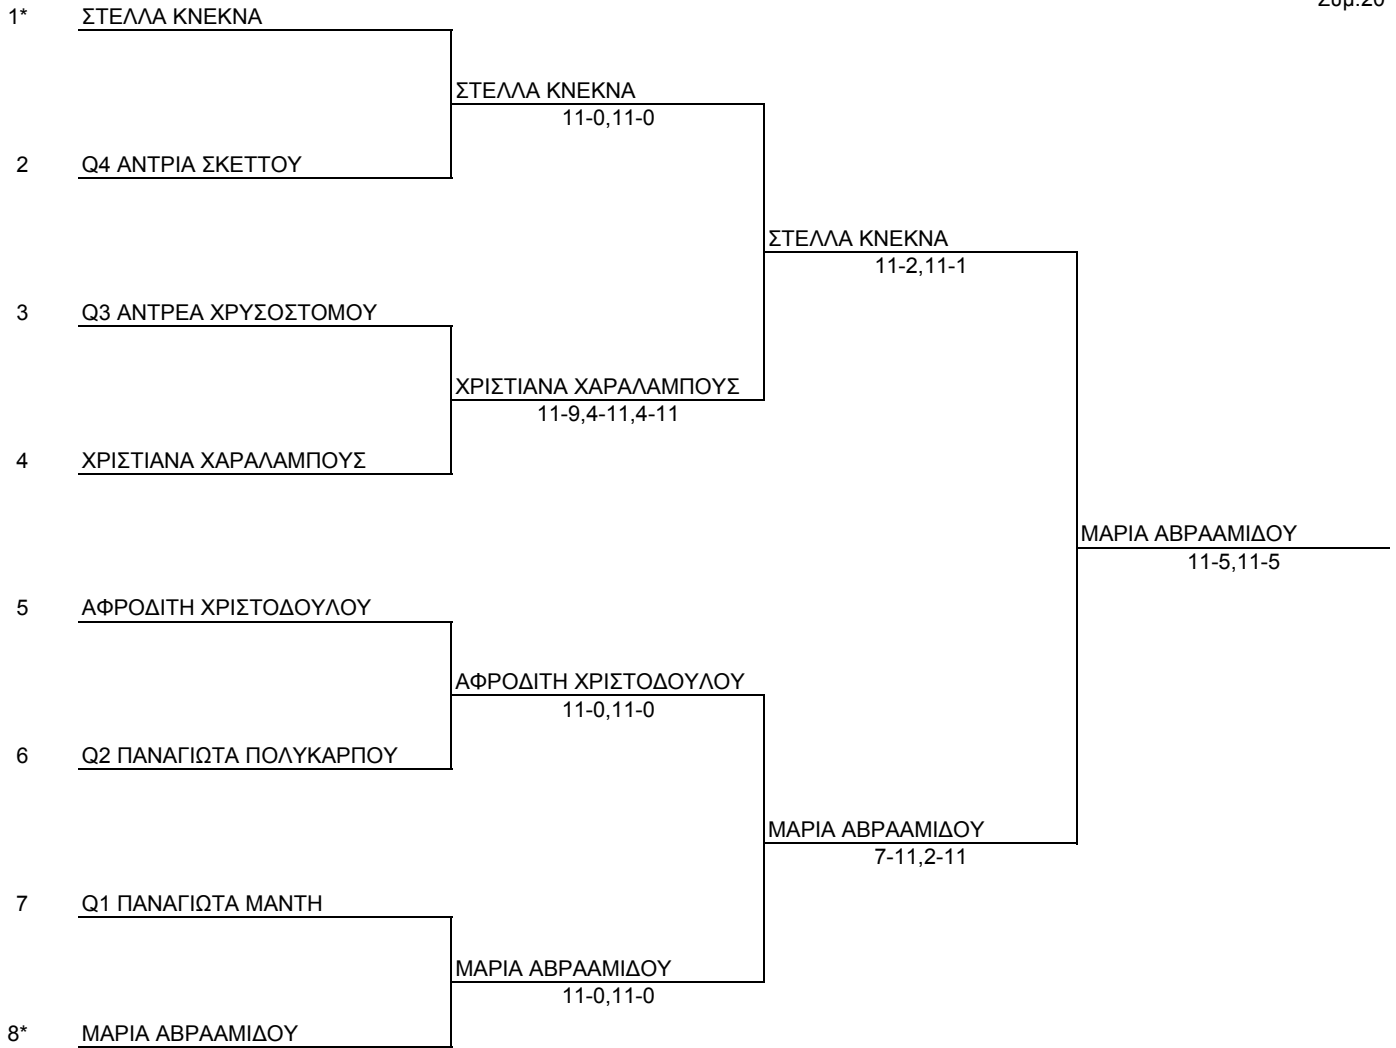 Συμ.20
1* ΣΤΕΛΛΑ ΚΝΕΚΝΑ
ΣΤΕΛΛΑ ΚΝΕΚΝΑ
11-0,11-0
2 Q4 ΑΝΤΡΙΑ ΣΚΕΤΤΟΥ
ΣΤΕΛΛΑ ΚΝΕΚΝΑ
11-2,11-1
3 Q3 ΑΝΤΡΕΑ ΧΡΥΣΟΣΤΟΜΟΥ
ΧΡΙΣΤΙΑΝΑ ΧΑΡΑΛΑΜΠΟΥΣ
11-9,4-11,4-11
4 ΧΡΙΣΤΙΑΝΑ ΧΑΡΑΛΑΜΠΟΥΣ
ΜΑΡΙΑ ΑΒΡΑΑΜΙΔΟΥ
11-5,11-5
5 ΑΦΡΟΔΙΤΗ ΧΡΙΣΤΟΔΟΥΛΟΥ
ΑΦΡΟΔΙΤΗ ΧΡΙΣΤΟΔΟΥΛΟΥ
11-0,11-0
6 Q2 ΠΑΝΑΓΙΩΤΑ ΠΟΛΥΚΑΡΠΟΥ
ΜΑΡΙΑ ΑΒΡΑΑΜΙΔΟΥ
7-11,2-11
7 Q1 ΠΑΝΑΓΙΩΤΑ ΜΑΝΤΗ
ΜΑΡΙΑ ΑΒΡΑΑΜΙΔΟΥ
11-0,11-0
8* ΜΑΡΙΑ ΑΒΡΑΑΜΙΔΟΥ